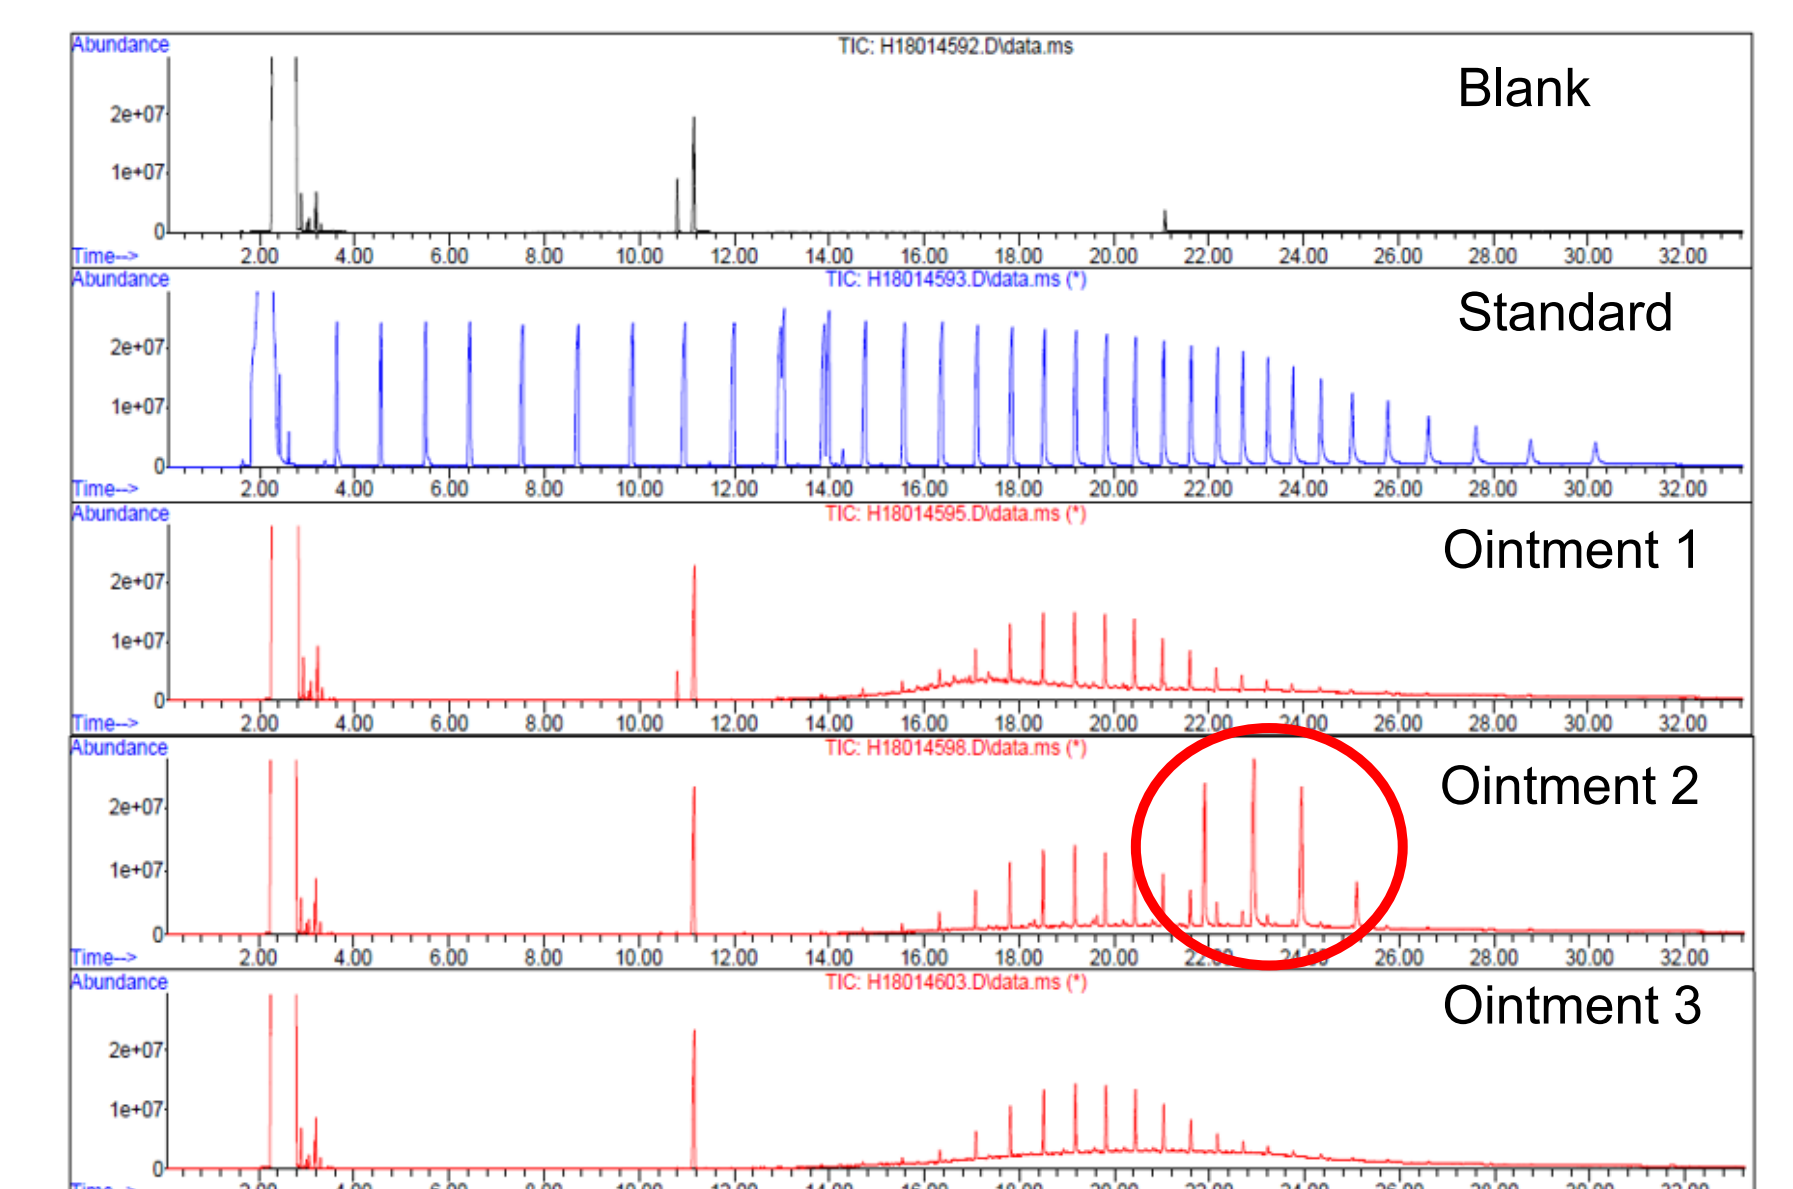 Abundance
TIC: H18014592.D\data.ms
Blank
2e+07
1e+07
0
2.00 4.00 6.00 8.00 10.00 12.00 14.00 16.00 18.00 20.00 22.00 24.00 26.00 28.00 30.00 32.00
Time-->
Abundance
TIC: H18014593.D\data.ms (*)
Standard
2e+07
1e+07
0
2.00 4.00 6.00 8.00 10.00 12.00 14.00 16.00 18.00 20.00 22.00 24.00 26.00 28.00 30.00 32.00
Time-->
Abundance
TIC: H18014595.D\data.ms (*)
Ointment 1
2e+07
1e+07
0
2.00 4.00 6.00 8.00 10.00 12.00 14.00 16.00 18.00 20.00 22.00 24.00 26.00 28.00 30.00 32.00
Time-->
Abundance
TIC: H18014598.D\data.ms (*)
Ointment 2
2e+07
1e+07
0
2.00 4.00 6.00 8.00 10.00 12.00 14.00 16.00 18.00 20.00 22.00 24.00 26.00 28.00 30.00 32.00
Time-->
Abundance
TIC: H18014603.D\data.ms (*)
Ointment 3
2e+07
1e+07
0